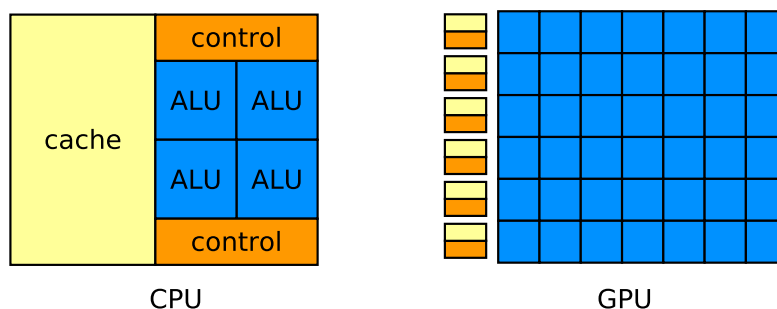 control
cache
ALU ALU
ALU ALU
control
CPU
GPU